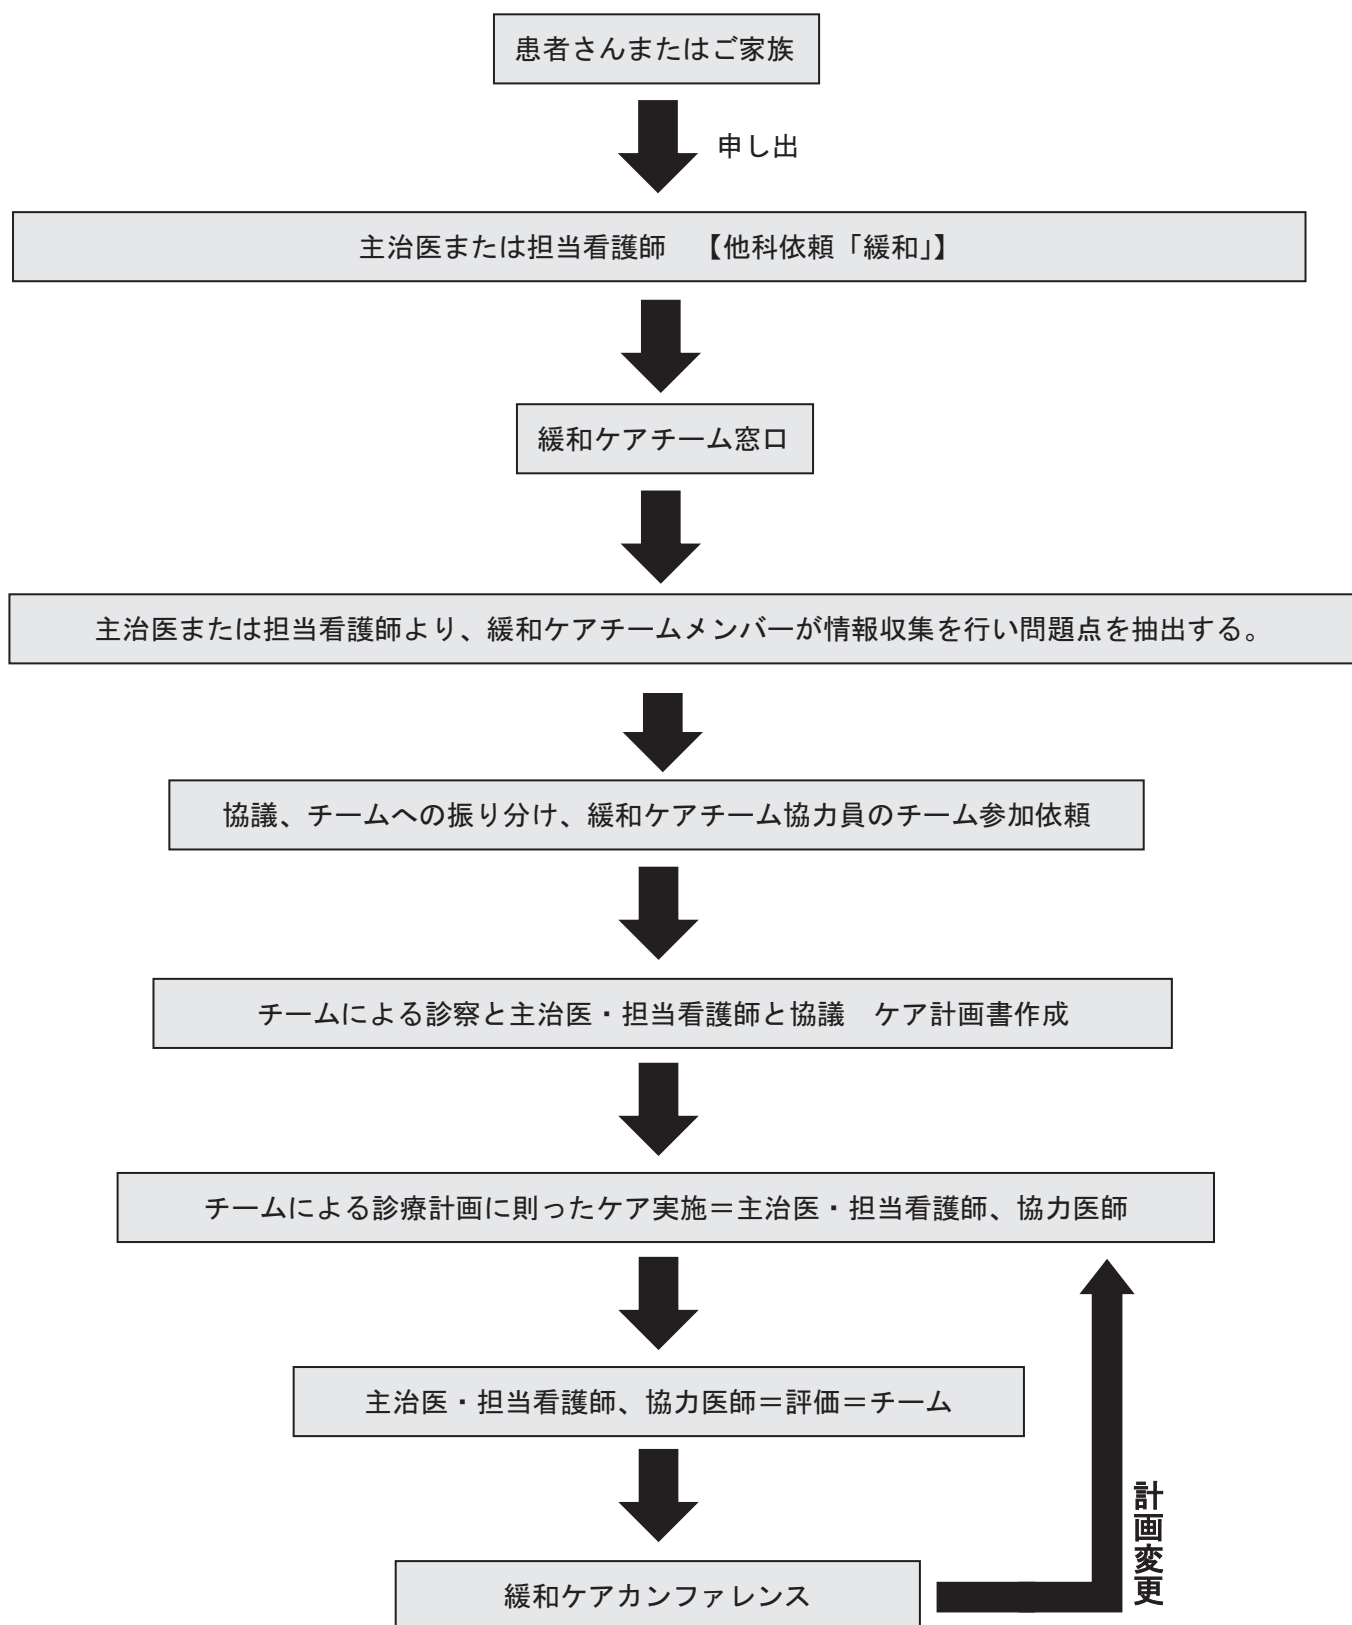 患者さんまたはご家族
申し出
主治医または担当看護師　【他科依頼「緩和」】
緩和ケアチーム窓口
主治医または担当看護師より、緩和ケアチームメンバーが情報収集を行い問題点を抽出する。
協議、チームへの振り分け、緩和ケアチーム協力員のチーム参加依頼
チームによる診察と主治医・担当看護師と協議　ケア計画書作成
チームによる診療計画に則ったケア実施＝主治医・担当看護師、協力医師
主治医・担当看護師、協力医師＝評価＝チーム
計画変更
緩和ケアカンファレンス